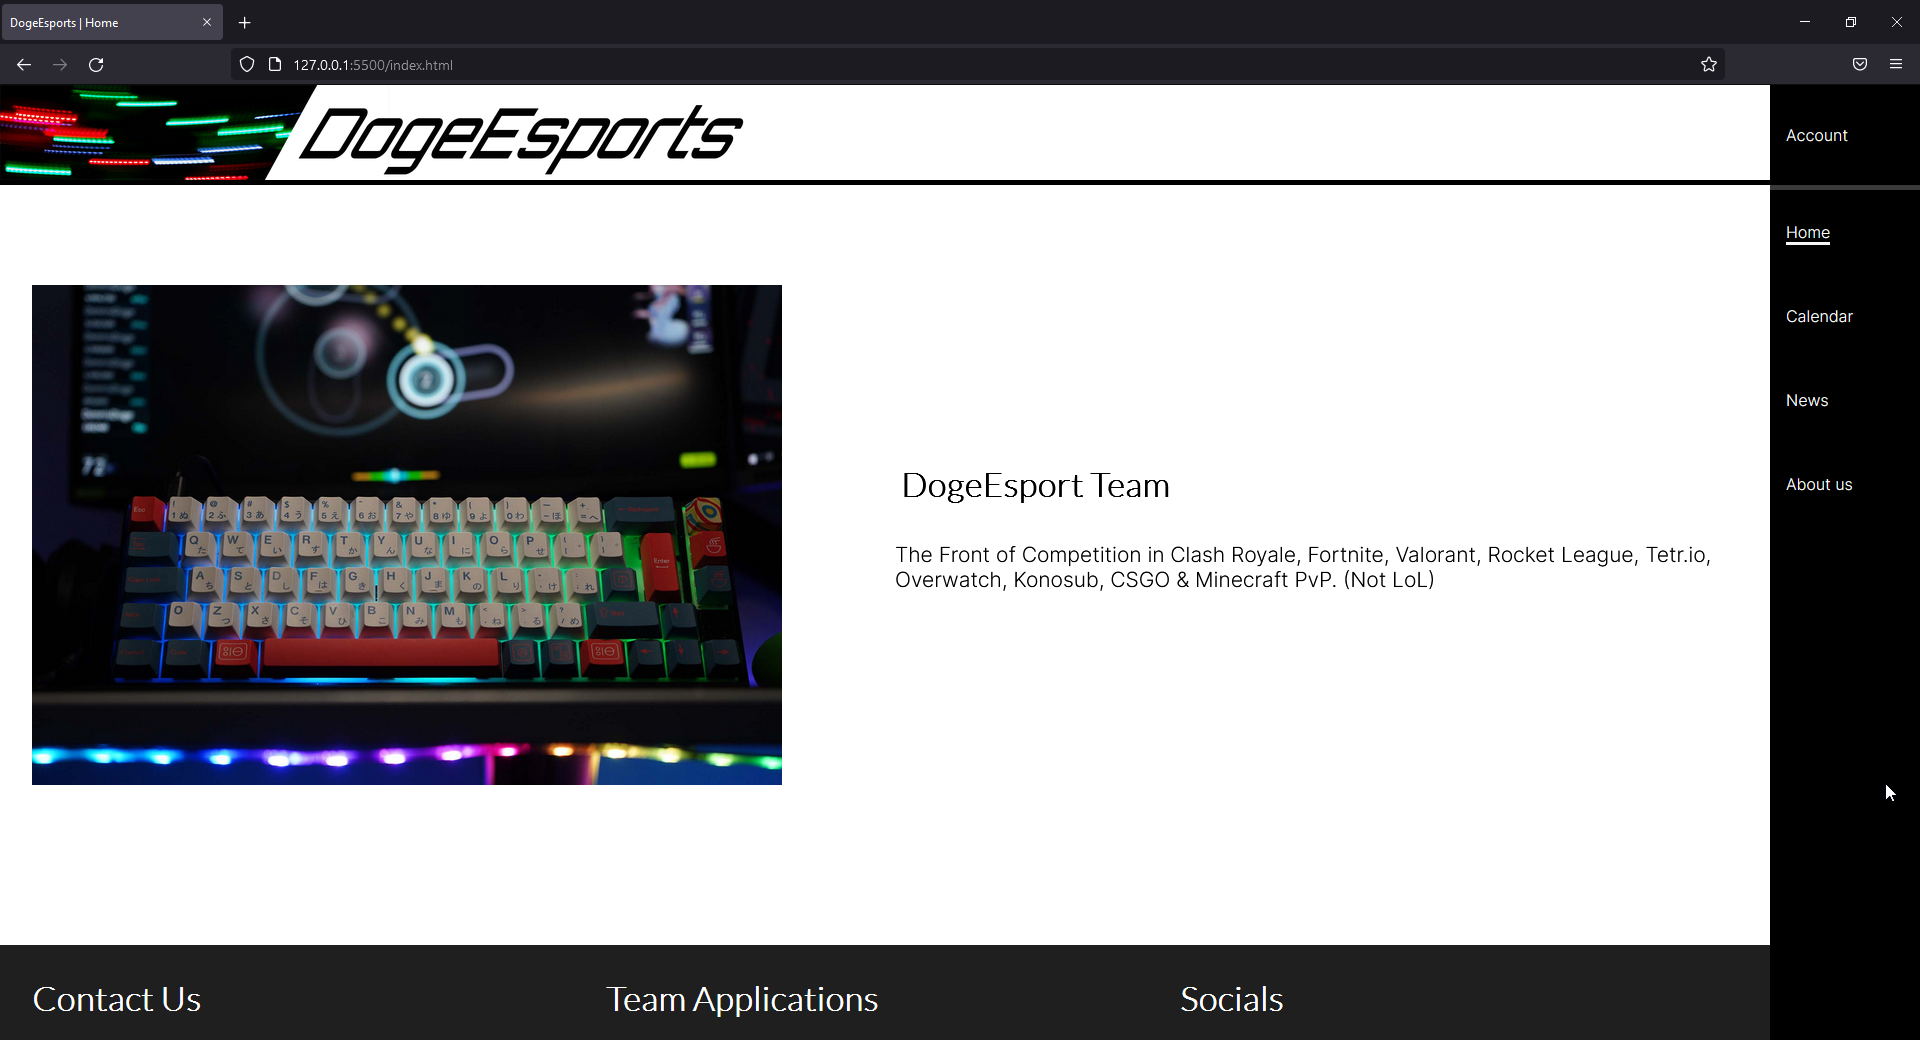 DogeEsports | Home
127.0.0.1:5500/index.html
DogeEsports
Account
Home
Calendar
News
About us
DogeEsport Team
The Front of Competition in Clash Royale, Fortnite, Valorant, Rocket League, Tetr.io,
Overwatch, Konosub, CSGO & Minecraft PvP. (Not LoL)
Contact Us
Team Applications
Socials